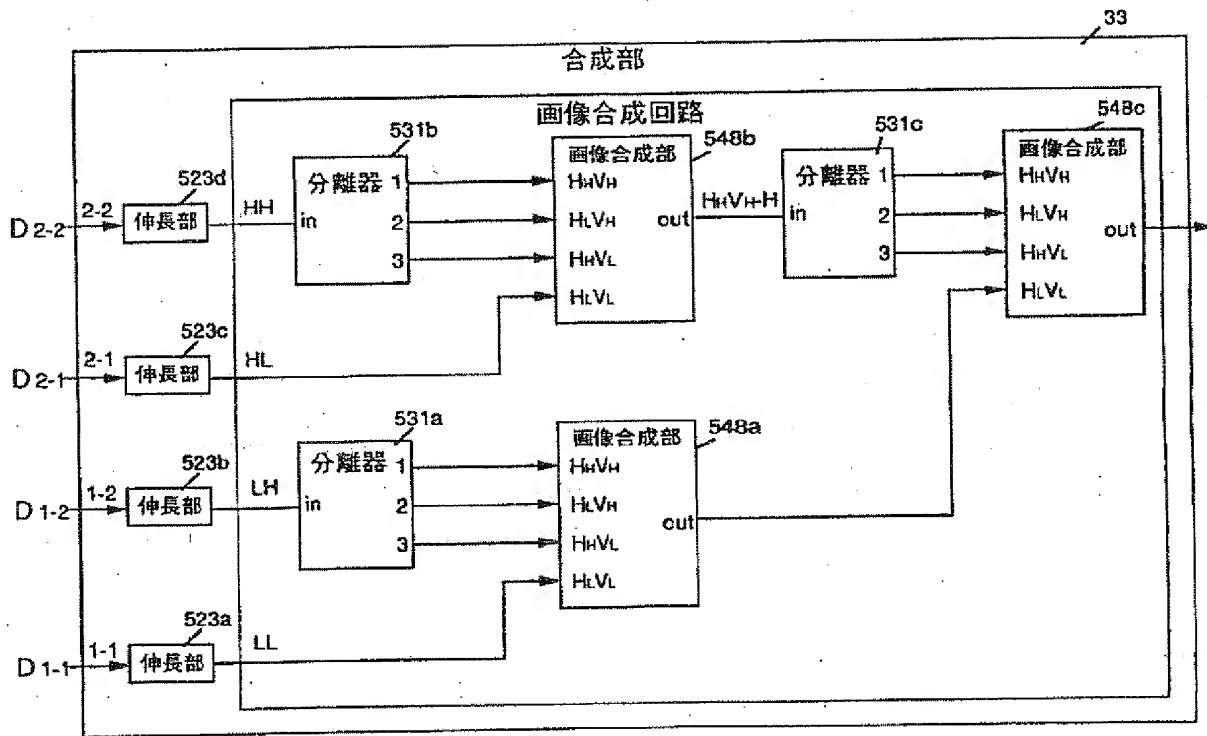 33
合成部
画像合成回路
531b
分離器
in
1
2
3
548b
画像合成部
HHVH
HLVH
HHVL
HLVL
out
HHVH-H
531c
分離器
in
1
2
3
548c
画像合成部
HHVH
HLVH
HHVL
HLVL
out
523d
D 2-2
2-2
伸長部
HH
523c
D 2-1
2-1
伸長部
HL
531a
分離器
in
1
2
3
548a
画像合成部
HHVH
HLVH
HHVL
HLVL
out
523b
D 1-2
1-2
伸長部
LH
523a
D 1-1
1-1
伸長部
LL